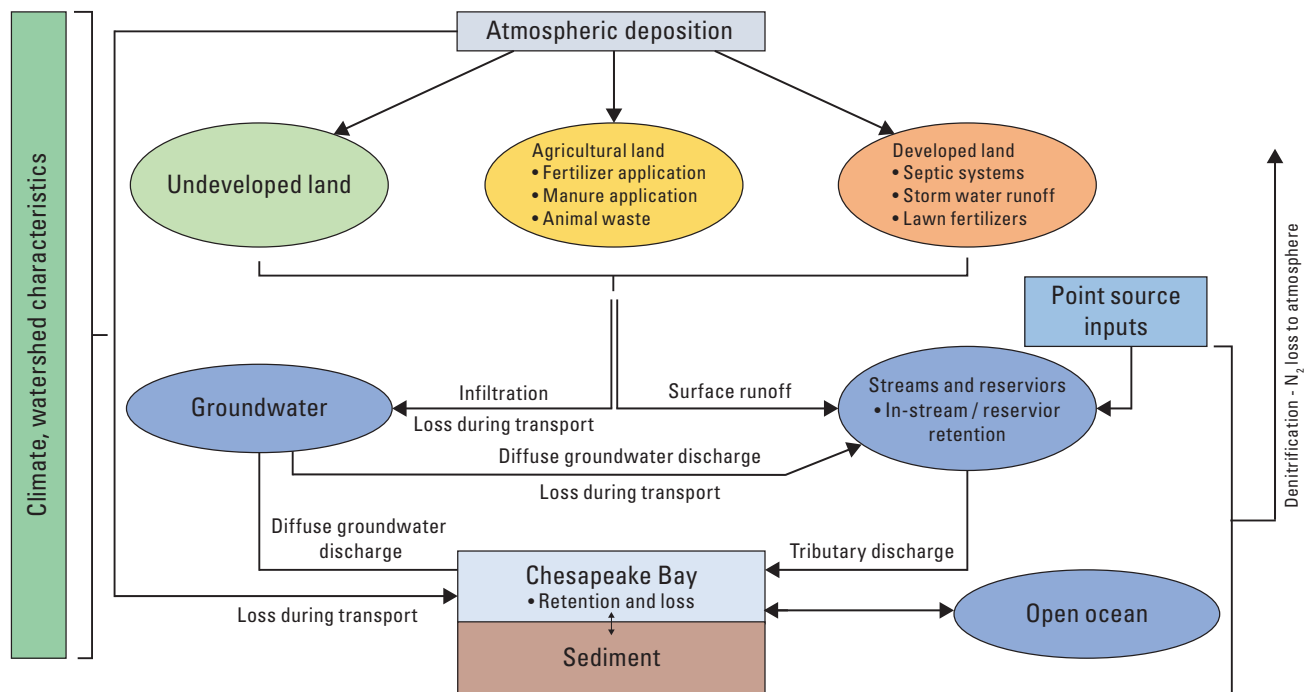 Climate, watershed characteristics
Atmospheric deposition
Undeveloped land
Agricultural land
• Fertilizer application
• Manure application
• Animal waste
Developed land
• Septic systems
• Storm water runoff
• Lawn fertilizers
Point source
inputs
Denitrification - N₂ loss to atmosphere
Groundwater
Infiltration
Loss during transport
Surface runoff
Streams and reserviors
• In-stream / reservior
retention
Diffuse groundwater discharge
Loss during transport
Diffuse groundwater
discharge
Tributary discharge
Loss during transport
Chesapeake Bay
• Retention and loss
Sediment
Open ocean